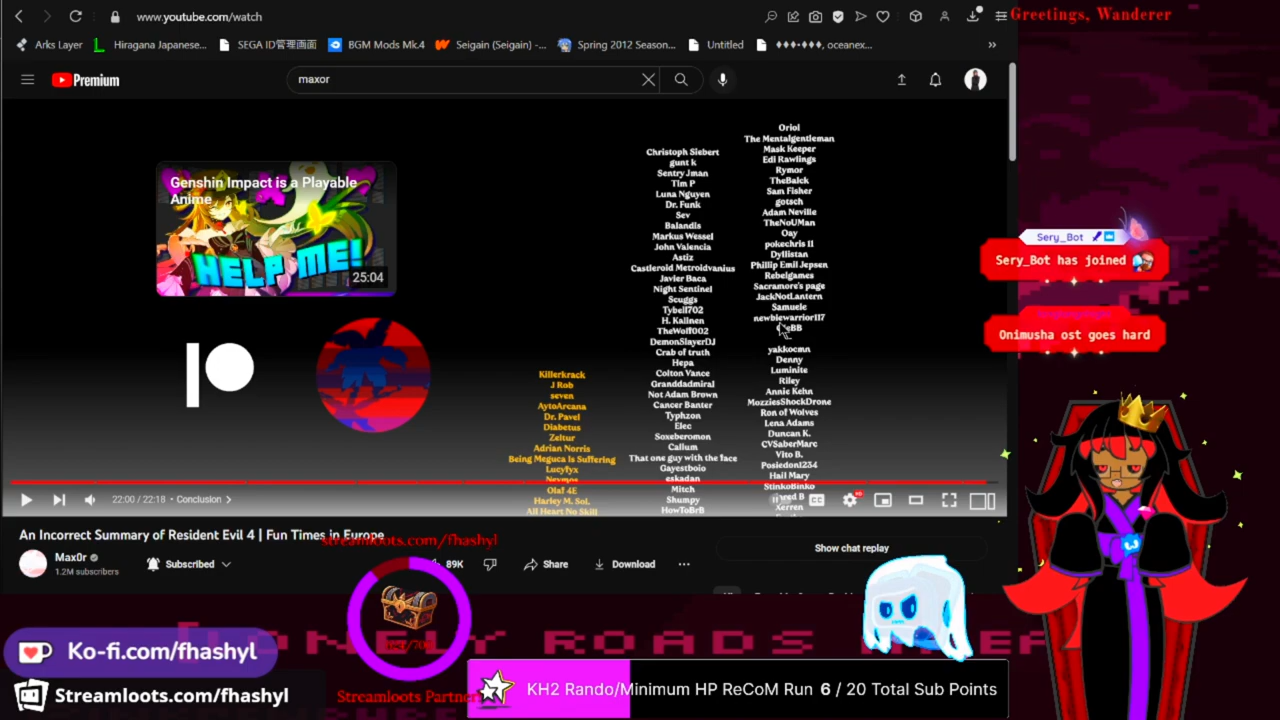 www.youtube.com/watch
Greetings, Wanderer
Arks Layer
Hiragana Japanese...
SEGA ID管理画面
BGM Mods Mk.4
Seigain (Seigain) -...
Spring 2012 Season...
Untitled
♦♦♦•♦♦♦, oceanex...
»
Premium
maxor
Genshin Impact is a Playable
Anime
HELP ME!
25:04
Killerkrack
J Rob
seven
AytoArcana
Dr. Pavel
Diabetus
Zeltur
Adrian Norris
Being Meguca Is Suffering
Lucyfyx
Olaf 4E
Harley M. Sol.
All Heart No Skill
Christoph Siebert
gunt k
Sentry Jman
Tim P
Luna Nguyen
Dr. Funk
Sev
Balandis
Markus Wessel
John Valencia
Astiz
Castleroid Metroidvanius
Javier Baca
Night Sentinel
Scuggs
Tybell702
H. Kalinen
TheWolf002
DemonSlayerDJ
Crab of truth
Hepa
Colton Vance
Granddadmiral
Not Adam Brown
Cancer Banter
Typhzon
Elec
Soxeberomon
Callum
That one guy with the face
Gayestboio
eskadan
Mitch
Shumpy
HowToBrB
Oriol
The Mentalgentleman
Mask Keeper
Edi Rawlings
Rymor
TheBalck
Sam Fisher
gotsch
Adam Neville
TheNoUMan
Oay
pokechris 11
Dyllistan
Phillip Emil Jepsen
Rebelgames
Sacramore's page
JackNotLantern
Samuele
newbiewarrior117
yakkocmn
Denny
Luminite
Riley
Annie Kehn
MozziesShockDrone
Ron of Wolves
Lena Adams
Duncan K.
CVSaberMarc
Vito B.
Posiedon1234
Hail Mary
StinkoBinko
Xerren
22:00 / 22:18 • Conclusion
CC
An Incorrect Summary of Resident Evil 4 | Fun Times in Europe
streamloots.com/fhashyl
Max0r
1.2M subscribers
Subscribed
89K
Share
Download
...
Show chat replay
Sery_Bot
Sery_Bot has joined
Onimusha ost goes hard
LONELY ROADS
Ko-fi.com/fhashyl
Streamloots.com/fhashyl
Streamloots Partner
KH2 Rando/Minimum HP ReCoM Run 6 / 20 Total Sub Points